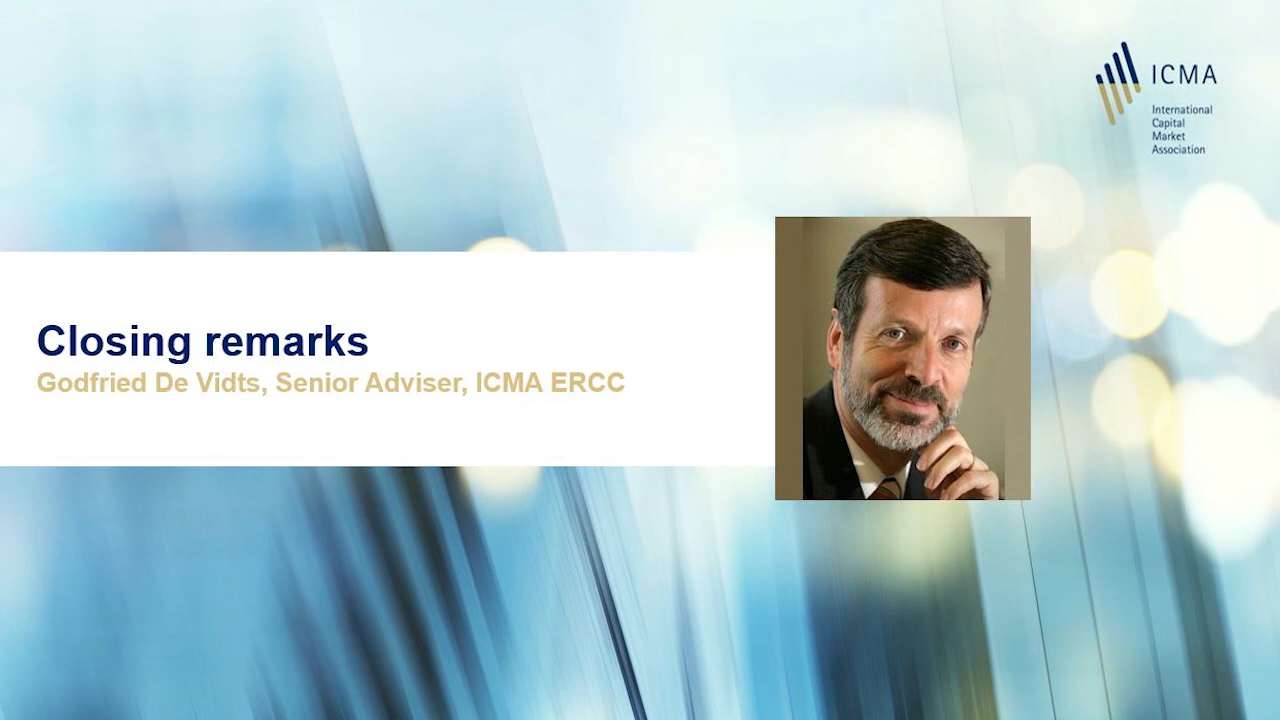 ICMA
International
Capital
Market
Association
Closing remarks
Godfried De Vidts, Senior Adviser, ICMA ERCC